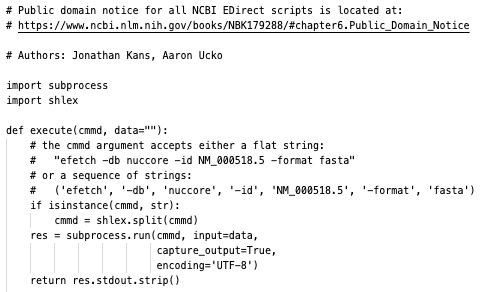 # Public domain notice for all NCBI EDirect scripts is located at:
# https://www.ncbi.nlm.nih.gov/books/NBK179288/#chapter6.Public_Domain_Notice

# Authors: Jonathan Kans, Aaron Ucko

import subprocess
import shlex

def execute(cmmd, data=""):
    # the cmmd argument accepts either a flat string:
    #   "efetch -db nuccore -id NM_000518.5 -format fasta"
    # or a sequence of strings:
    #   ('efetch', '-db', 'nuccore', '-id', 'NM_000518.5', '-format', 'fasta')
    if isinstance(cmmd, str):
        cmmd = shlex.split(cmmd)
    res = subprocess.run(cmmd, input=data,
                         capture_output=True,
                         encoding='UTF-8')
    return res.stdout.strip()